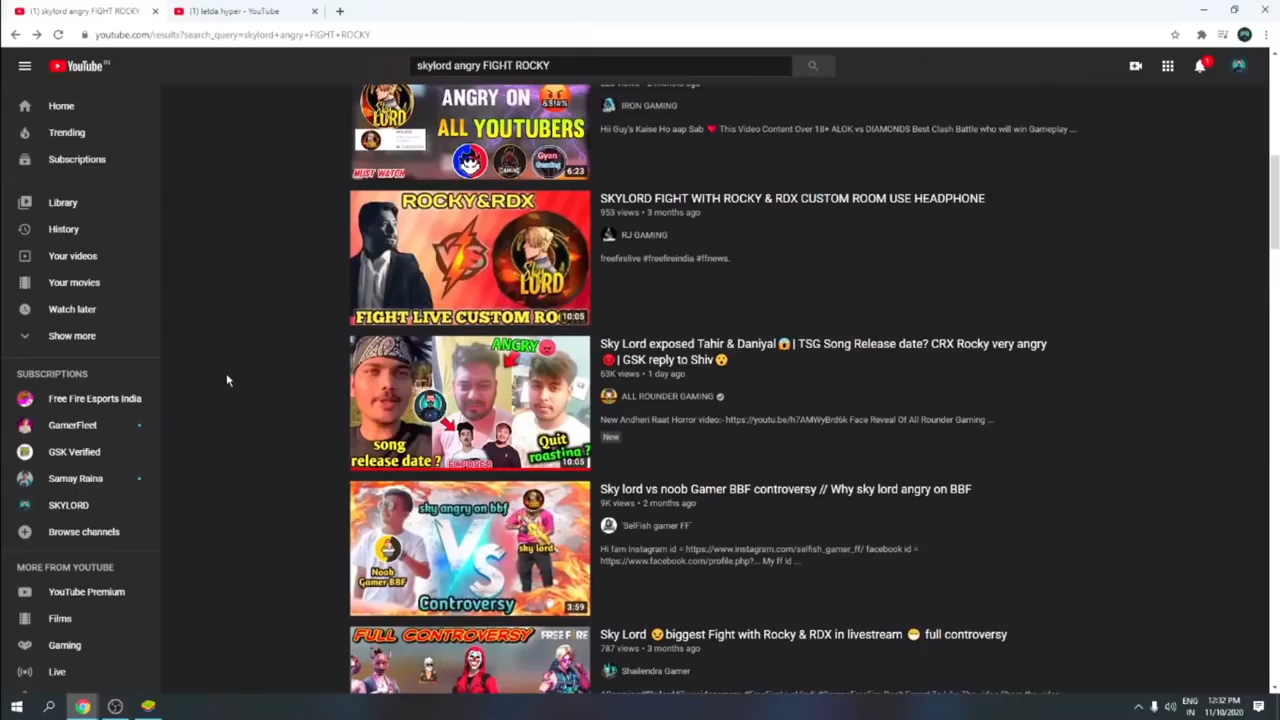 (1) skylord angry FIGHT ROCKY
(1) letda hyper - YouTube
youtube.com/results?search_query=skylord+angry+FIGHT+ROCKY
YouTube IN
skylord angry FIGHT ROCKY
1
Home
Trending
Subscriptions
Library
History
Your videos
Your movies
Watch later
Show more
SUBSCRIPTIONS
Free Fire Esports India
GamerFleet
GSK Verified
Samay Raina
SKYLORD
Browse channels
MORE FROM YOUTUBE
YouTube Premium
Films
Gaming
Live
LORD
ANGRY ON
&$!#%
ALL YOUTUBERS
GAMING
Gyan
Gaming
MUST WATCH
6:23
IRON GAMING
Hii Guy's Kaise Ho aap Sab ❤ This Video Content Over 18+ ALOK vs DIAMONDS Best Clash Battle who will win Gameplay ...
ROCKY&RDX
VS
SKY
LORD
FIGHT LIVE CUSTOM RO
10:05
SKYLORD FIGHT WITH ROCKY & RDX CUSTOM ROOM USE HEADPHONE
953 views • 3 months ago
RJ GAMING
freefirelive #freefireindia #ffnews.
ANGRY
song
release date ?
EXPOSED
Quit
roasting ?
10:05
Sky Lord exposed Tahir & Daniyal😱| TSG Song Release date? CRX Rocky very angry
😡| GSK reply to Shiv😮
63K views • 1 day ago
ALL ROUNDER GAMING
New Andheri Raat Horror video:- https://youtu.be/h7AMWyBrd6k Face Reveal Of All Rounder Gaming ...
New
sky angry on bbf
VS
sky lord
Noob
Gamer BBF
Controversy
3:59
Sky lord vs noob Gamer BBF controversy // Why sky lord angry on BBF
9K views • 2 months ago
'SelFish gamer FF'
Hi fam Instagram id = https://www.instagram.com/selfish_gamer_ff/ facebook id =
https://www.facebook.com/profile.php?... My ff id ...
FULL CONTROVERSY
FREE FIRE
Sky Lord 😉biggest Fight with Rocky & RDX in livestream 😁 full controversy
787 views • 3 months ago
Shailendra Gamer
ENG
IN
12:32 PM
11/10/2020